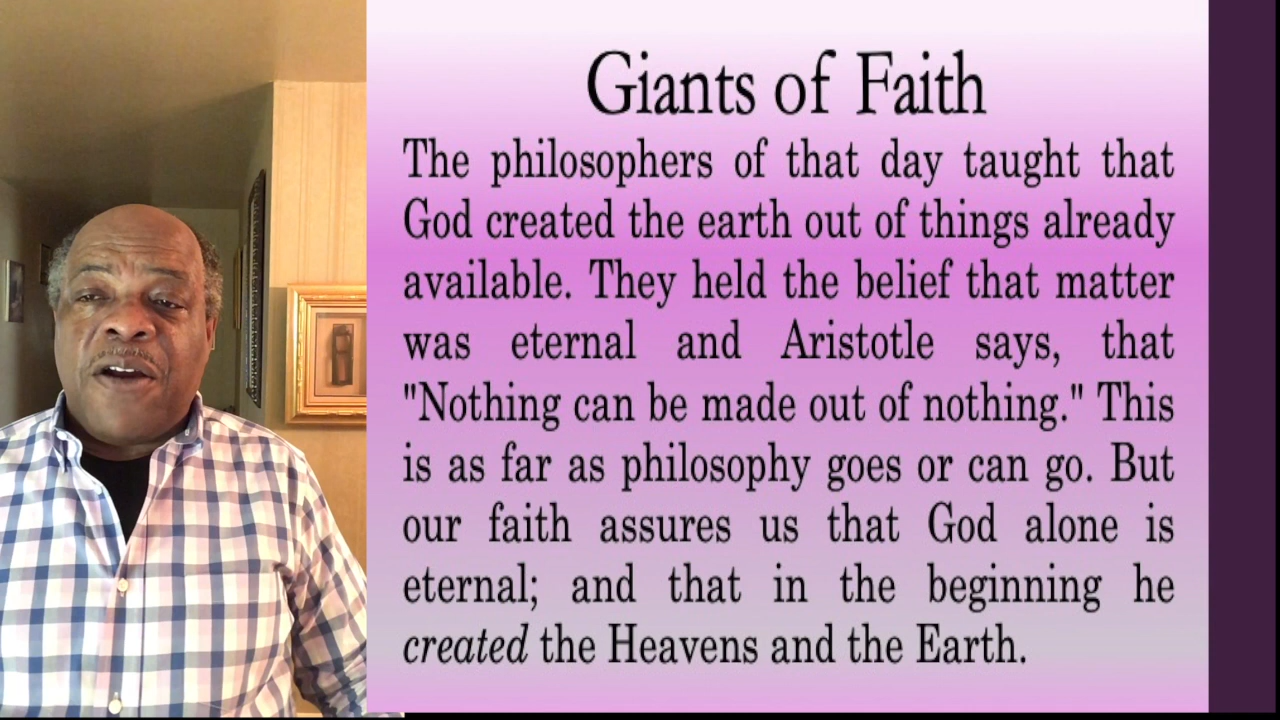 Giants of Faith
The philosophers of that day taught that
God created the earth out of things already
available. They held the belief that matter
was eternal and Aristotle says, that
"Nothing can be made out of nothing." This
is as far as philosophy goes or can go. But
our faith assures us that God alone is
eternal; and that in the beginning he
created the Heavens and the Earth.